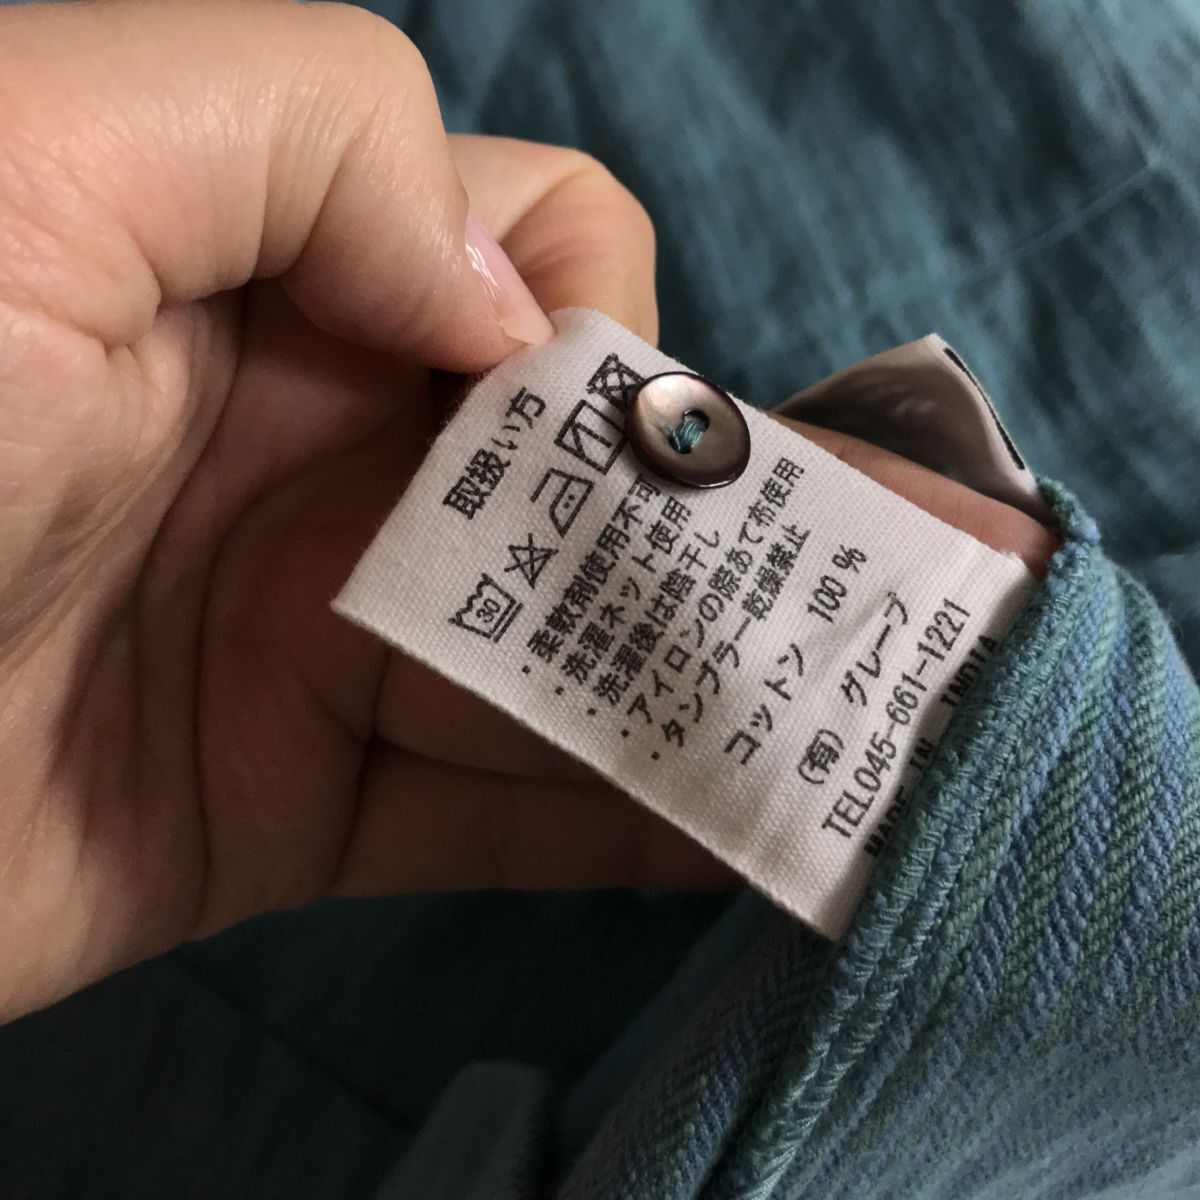 取扱い方
30
・柔軟剤使用不可
・洗濯ネット使用
・洗濯後は陰干し
・アイロンの際あて布使用
・タンブラー乾燥禁止
コットン 100%
(有) グレープ
TEL045-661-1221
MADE IN INDIA